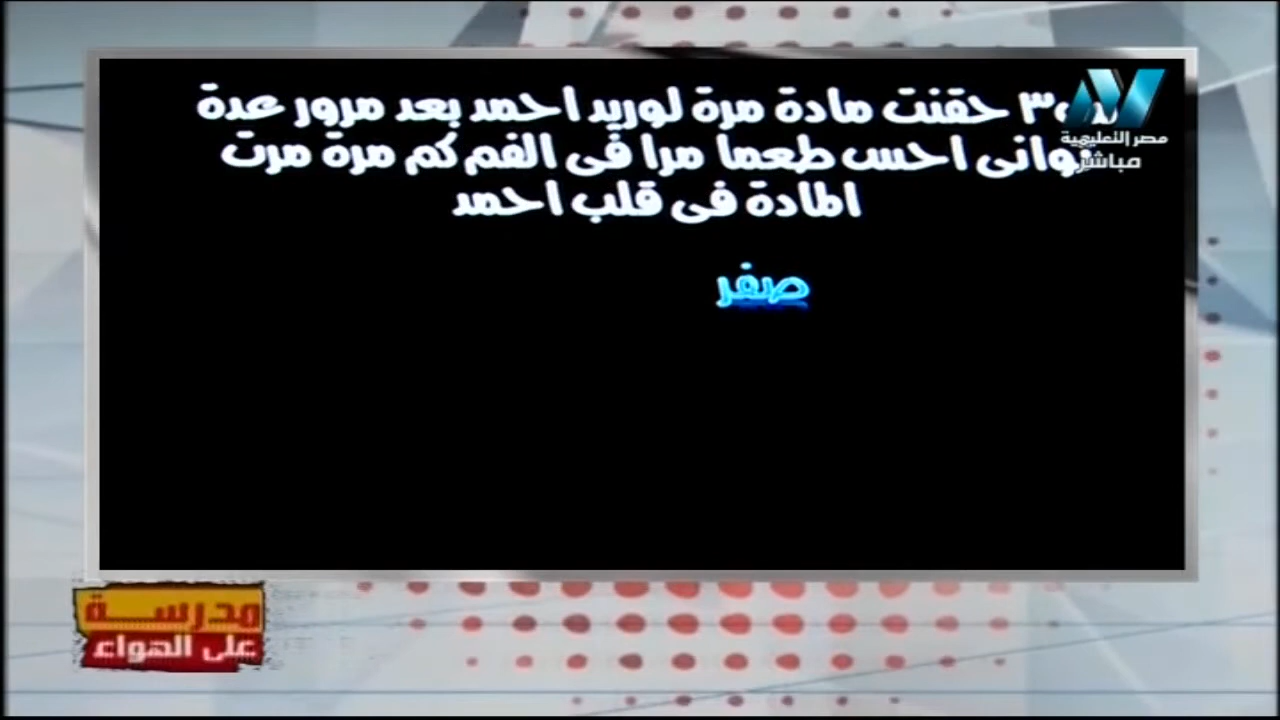 ٣ حقنت مادة مرة لوريد احمد بعد مرور عدة
ثوانى احس طعما مرا فى الفم كم مرة مرت
المادة فى قلب احمد
صفر
مصر التعليمية
مباشر
مدرسة
على الهواء